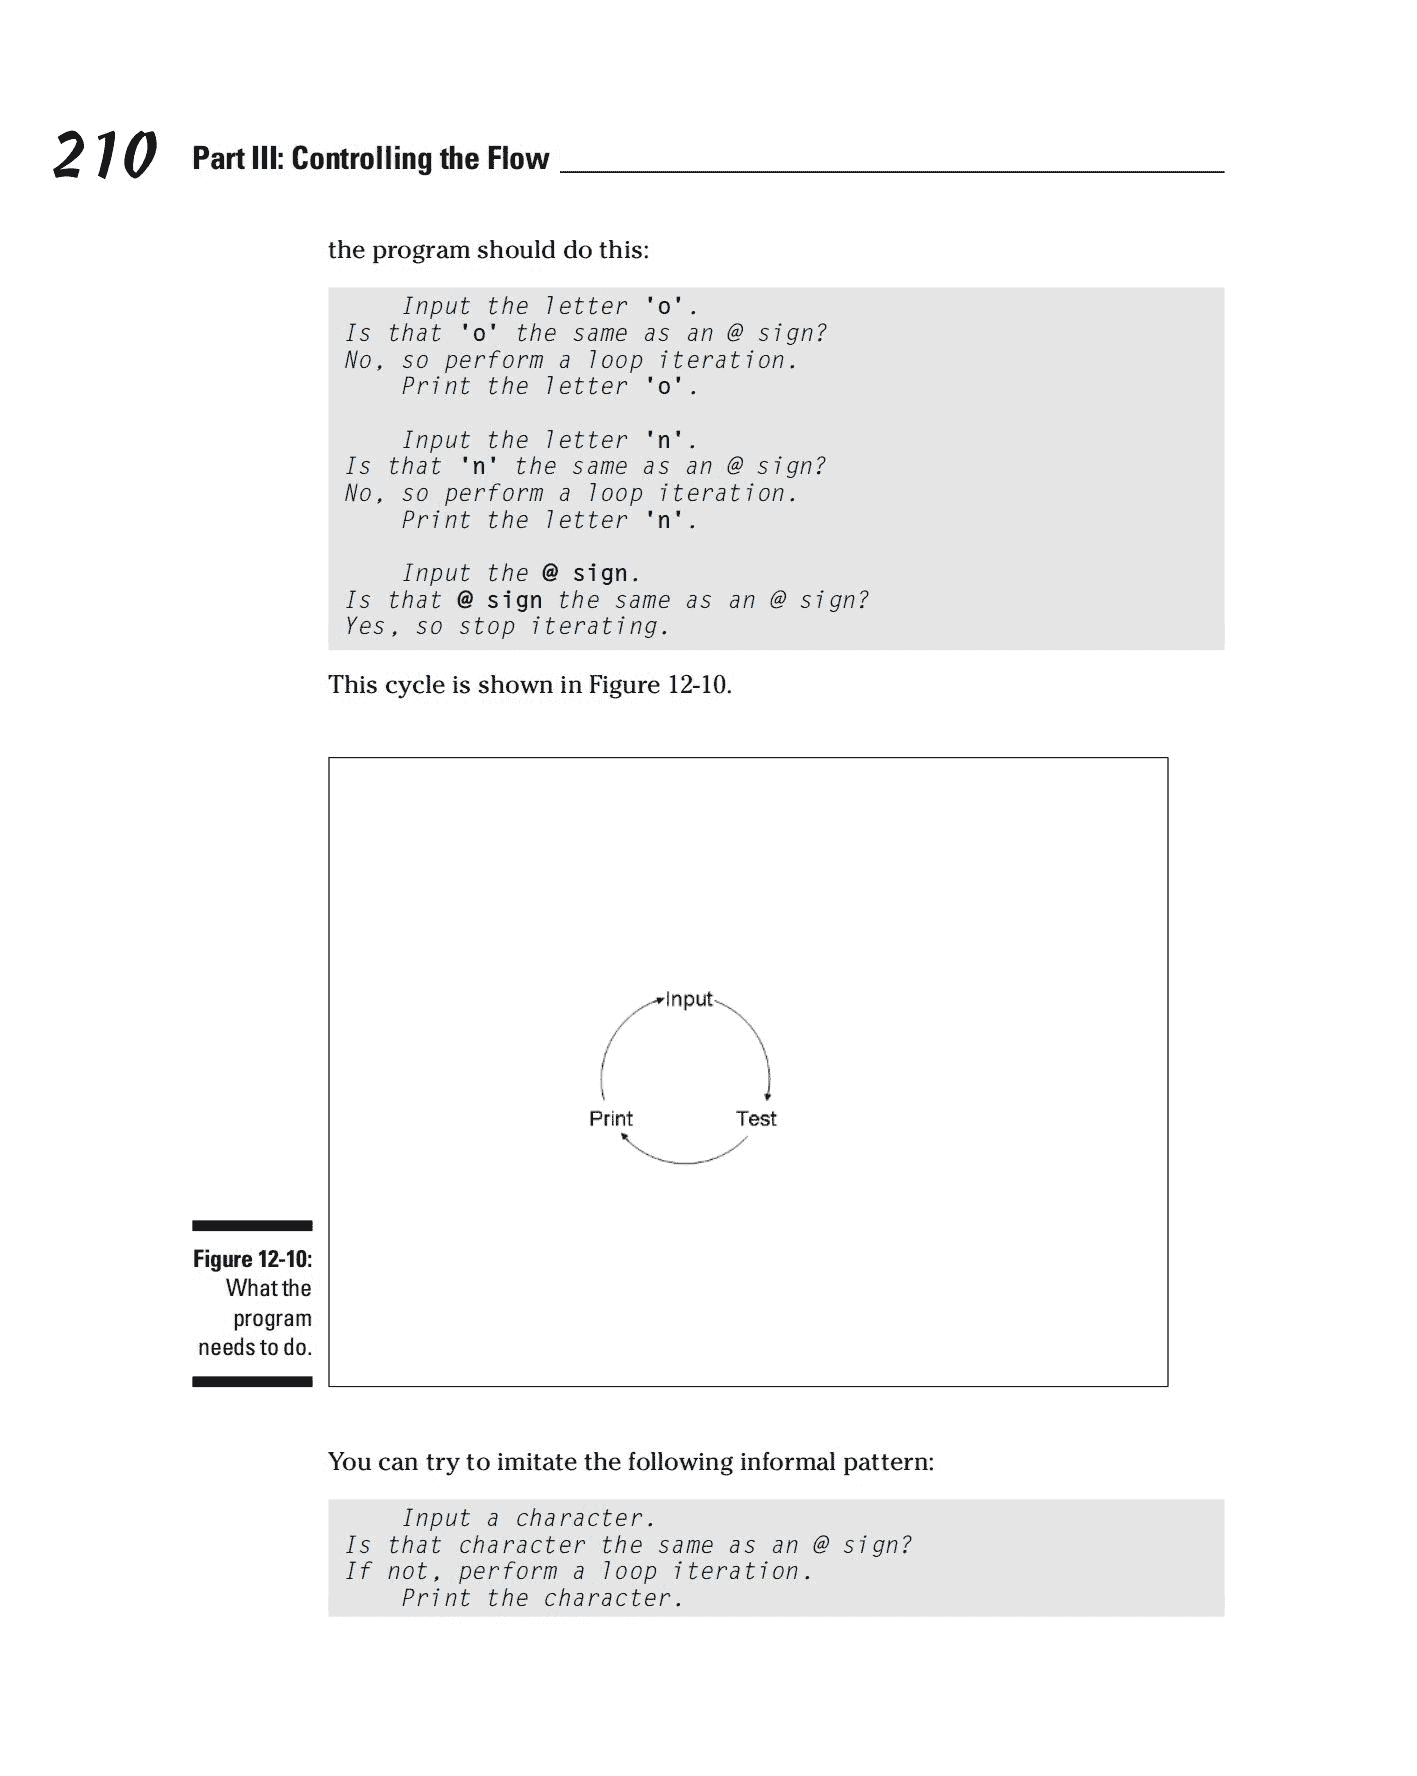 210 Part III: Controlling the Flow
the program should do this:
Input the letter 'o'.
Is that 'o' the same as an @ sign?
No, so perform a loop iteration.
Print the letter 'o'.
Input the letter 'n'.
Is that 'n' the same as an @ sign?
No, so perform a loop iteration.
Print the letter 'n'.
Input the @ sign.
Is that @ sign the same as an @ sign?
Yes, so stop iterating.
This cycle is shown in Figure 12-10.
Input
Print
Test
Figure 12-10:
What the
program
needs to do.
You can try to imitate the following informal pattern:
Input a character.
Is that character the same as an @ sign?
If not, perform a loop iteration.
Print the character.